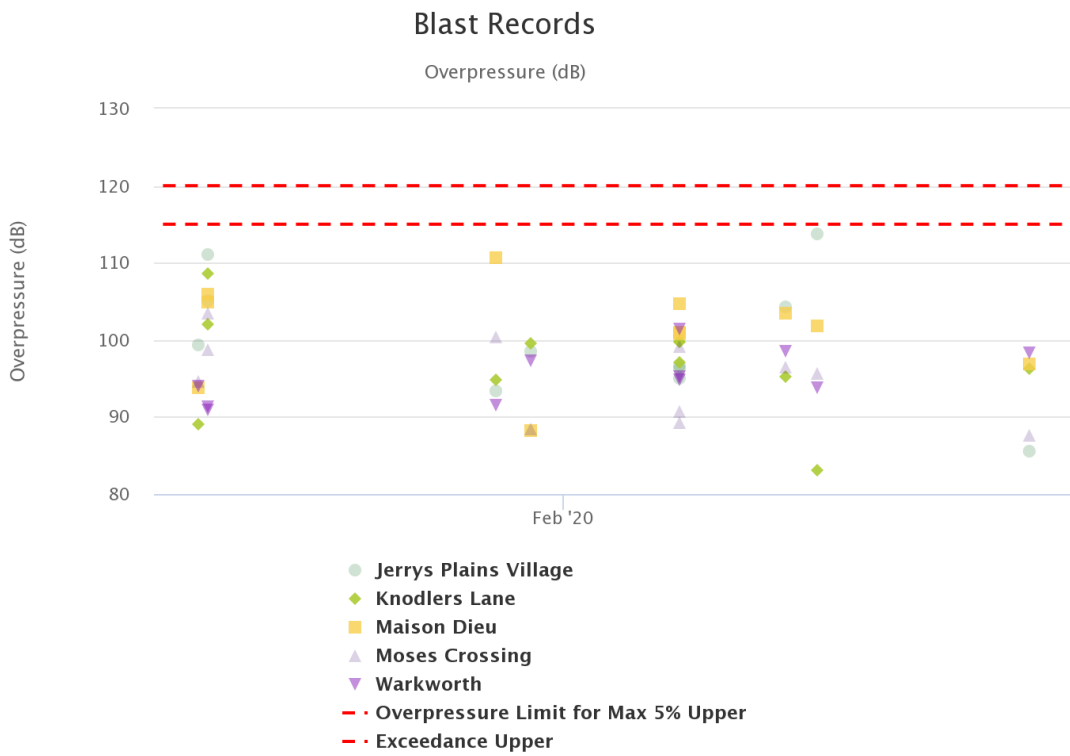 Blast Records
Overpressure (dB)
Overpressure (dB)
130
120
110
100
90
80
Feb '20
Jerrys Plains Village
Knodlers Lane
Maison Dieu
Moses Crossing
Warkworth
Overpressure Limit for Max 5% Upper
Exceedance Upper